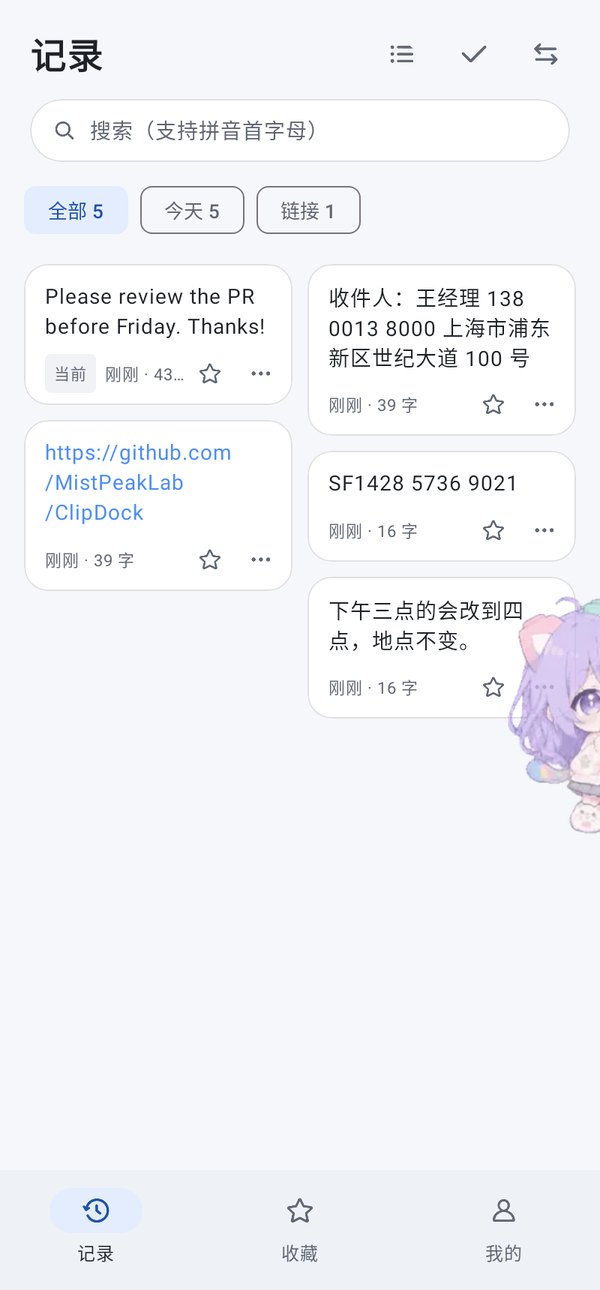 记录
搜索（支持拼音首字母）
全部 5
今天 5
链接 1
Please review the PR
before Friday. Thanks!
当前 刚刚 · 43…
https://github.com
/MistPeakLab
/ClipDock
刚刚 · 39 字
收件人：王经理 138
0013 8000 上海市浦东
新区世纪大道 100 号
刚刚 · 39 字
SF1428 5736 9021
刚刚 · 16 字
下午三点的会改到四
点，地点不变。
刚刚 · 16 字
记录
收藏
我的